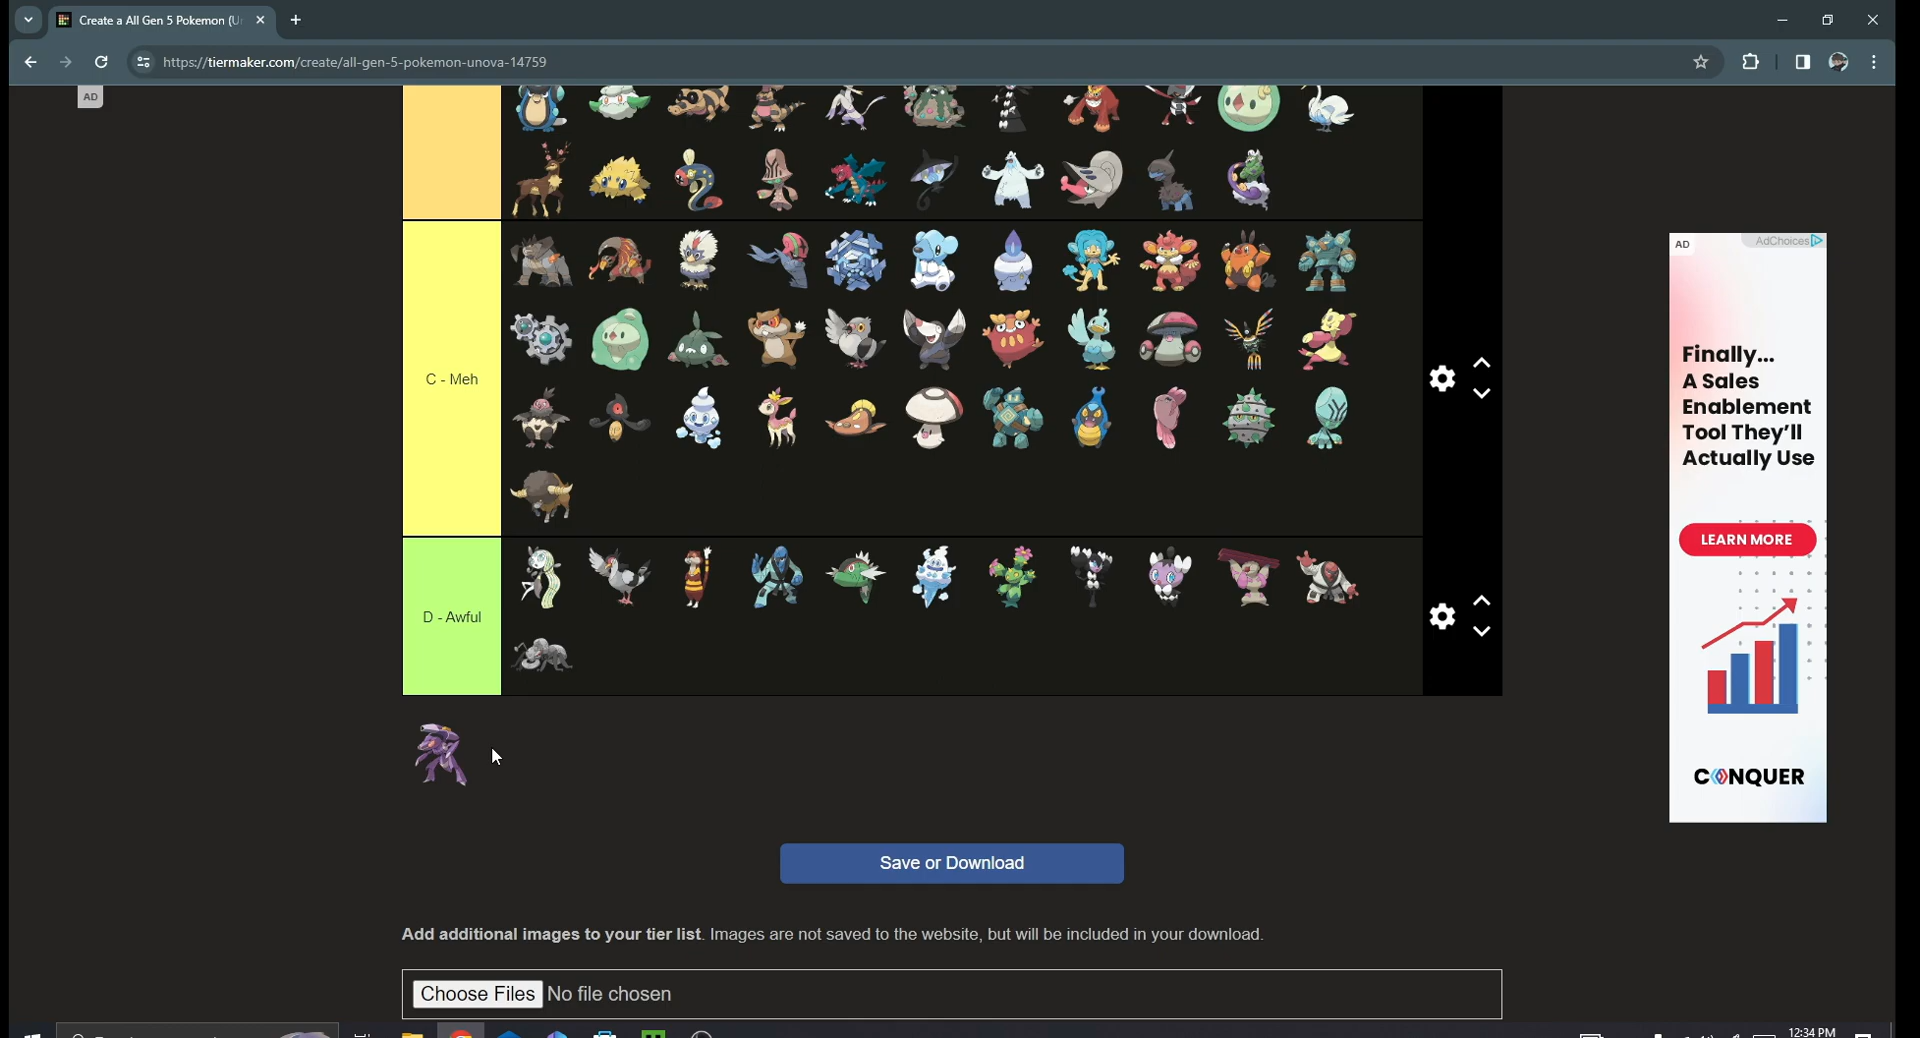 Create a All Gen 5 Pokemon (U
https://tiermaker.com/create/all-gen-5-pokemon-unova-14759
AD
AD
AdChoices
C - Meh
Finally...
A Sales
Enablement
Tool They'll
Actually Use
LEARN MORE
D - Awful
CONQUER
Save or Download
Add additional images to your tier list. Images are not saved to the website, but will be included in your download.
Choose Files No file chosen
12:34 PM